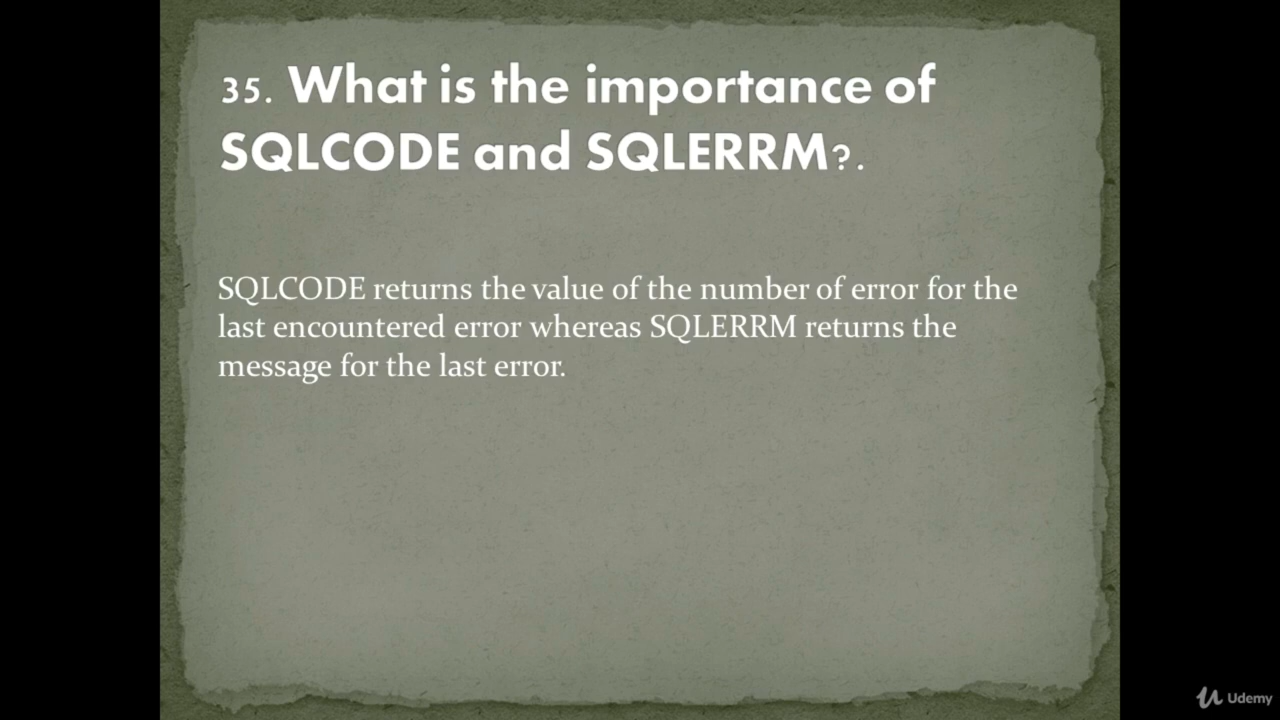 35. What is the importance of
SQLCODE and SQLERRM?.
SQLCODE returns the value of the number of error for the
last encountered error whereas SQLERRM returns the
message for the last error.
Udemy